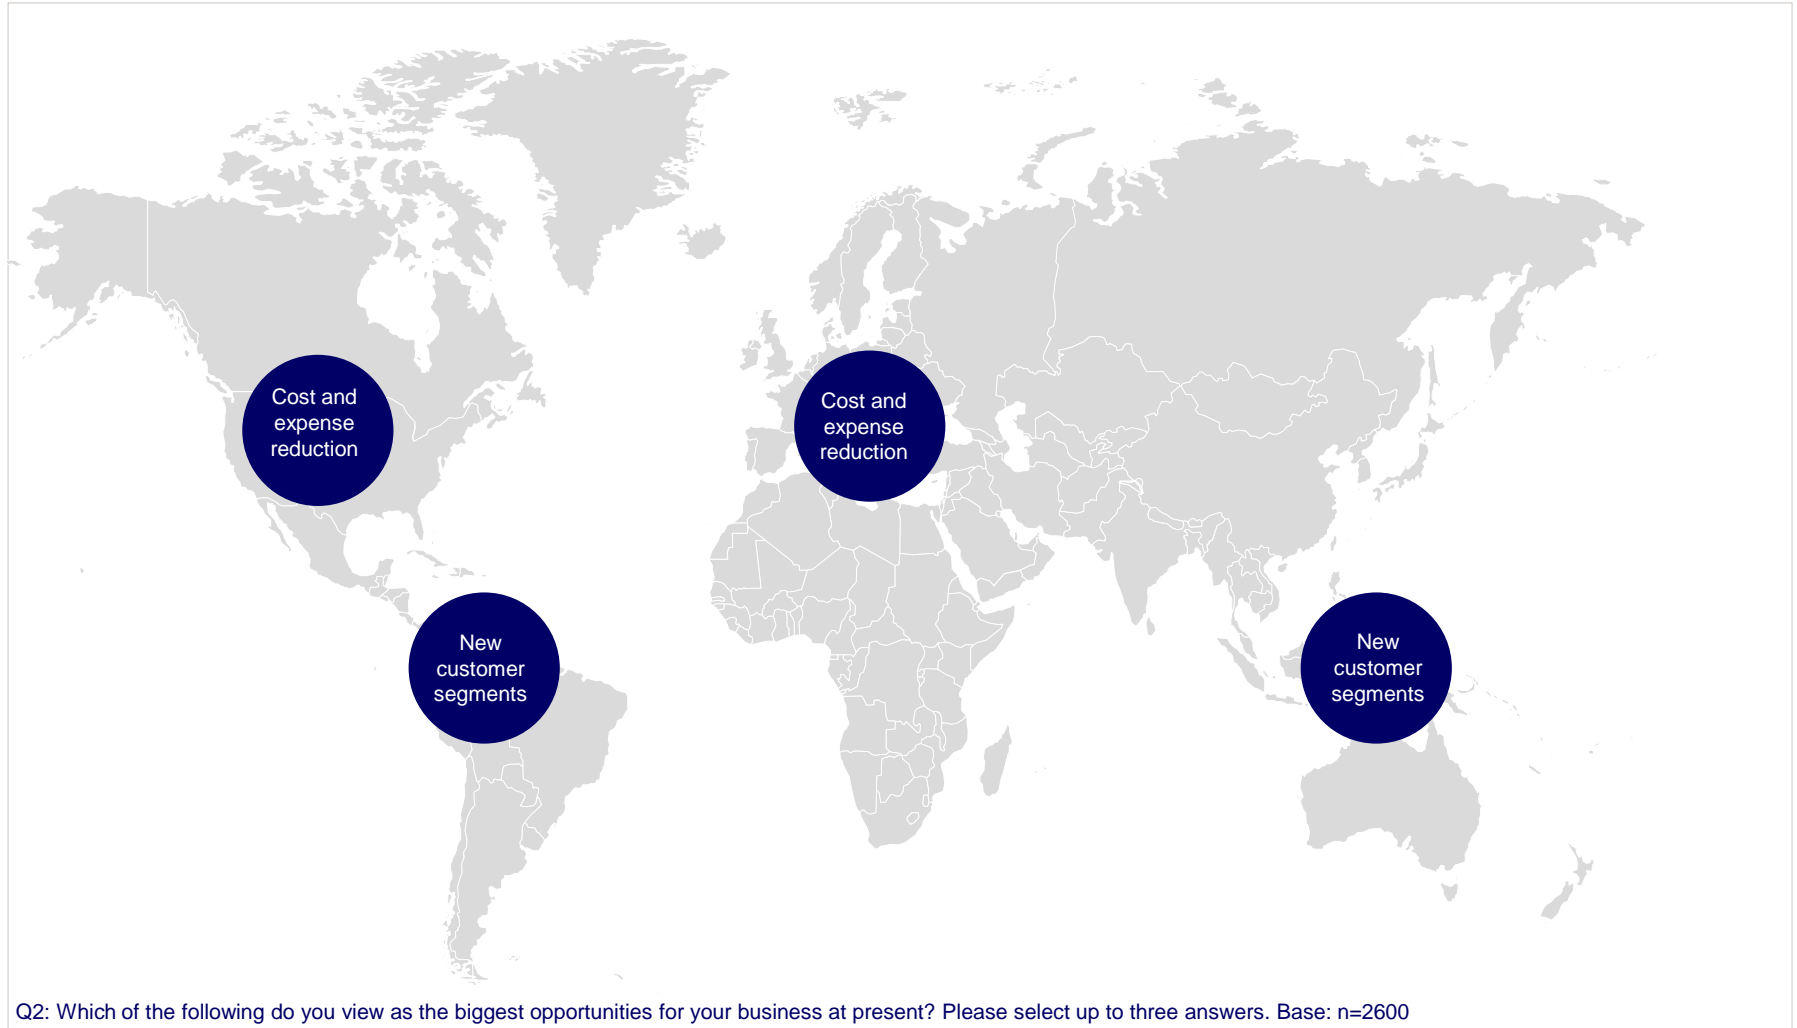 Cost and
expense
reduction
Cost and
expense
reduction
New
customer
segments
New
customer
segments
Q2: Which of the following do you view as the biggest opportunities for your business at present? Please select up to three answers. Base: n=2600